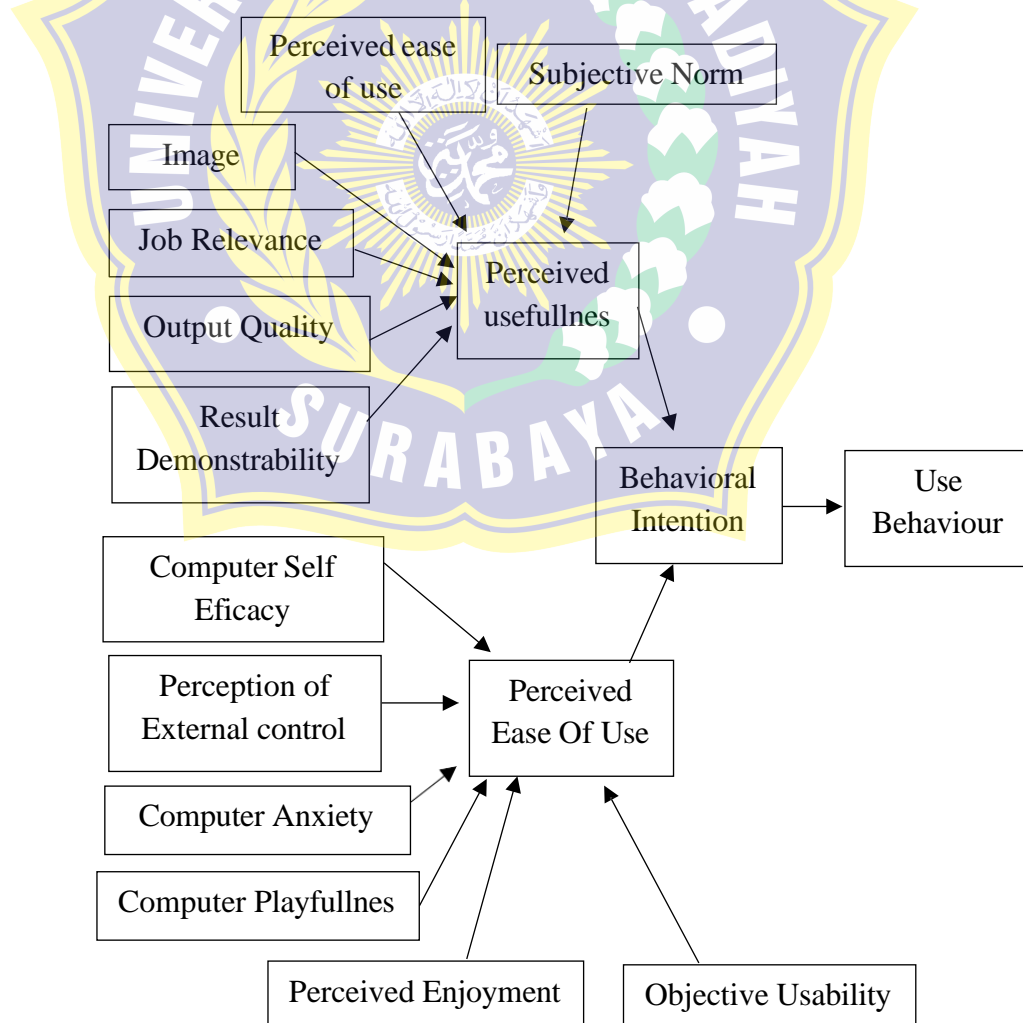 Perceived ease
of use
Subjective Norm
Image
Job Relevance
Perceived
usefullnes
Output Quality
Result
Demonstrability
Behavioral
Intention
Use
Behaviour
Computer Self
Eficacy
Perception of
External control
Perceived
Ease Of Use
Computer Anxiety
Computer Playfullnes
Perceived Enjoyment
Objective Usability
SURABAYA